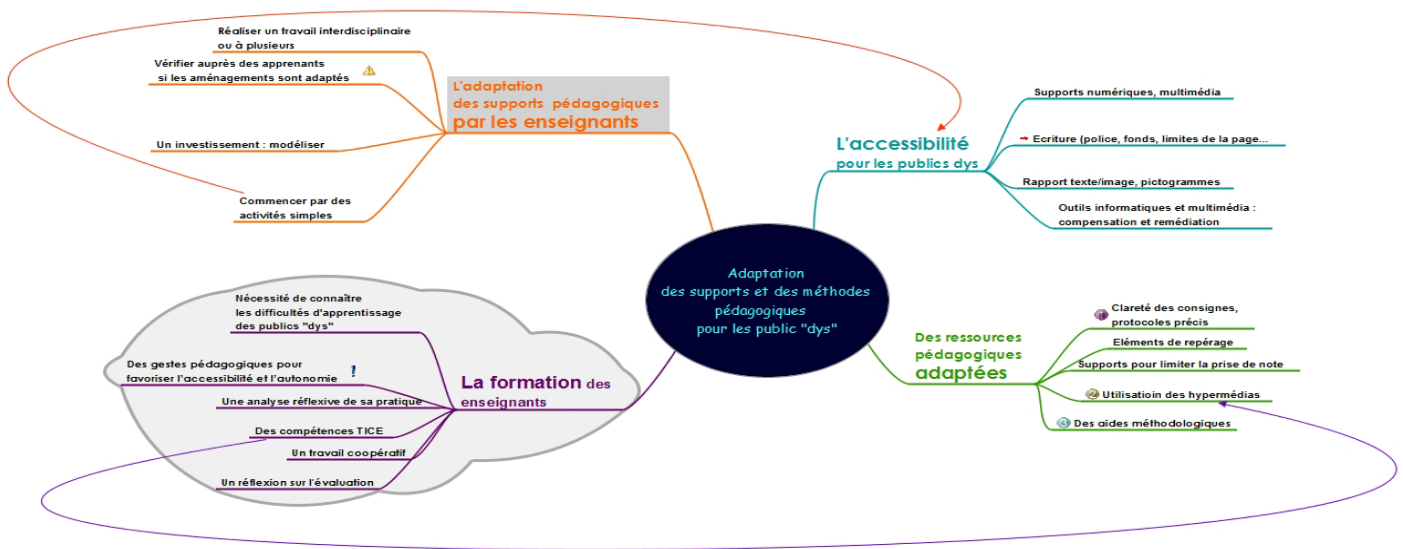 Réaliser un travail interdisciplinaire
ou à plusieurs
Vérifier auprès des apprenants
si les aménagements sont adaptés
Un investissement : modéliser
Commencer par des
activités simples
L'adaptation
des supports pédagogiques
par les enseignants
L'accessibilité
pour les publics dys
Supports numériques, multimédia
Ecriture (police, fonds, limites de la page...
Rapport texte/image, pictogrammes
Outils informatiques et multimédia :
compensation et remédiation
Adaptation
des supports et des méthodes
pédagogiques
pour les public "dys"
Nécessité de connaître
les difficultés d'apprentissage
des publics "dys"
Des gestes pédagogiques pour
favoriser l'accessibilité et l'autonomie
Une analyse réflexive de sa pratique
Des compétences TICE
Un travail coopératif
Un réflexion sur l'évaluation
La formation des
enseignants
Des ressources
pédagogiques
adaptées
Clareté des consignes,
protocoles précis
Eléments de repérage
Supports pour limiter la prise de note
Utilisatioin des hypermédias
Des aides méthodologiques